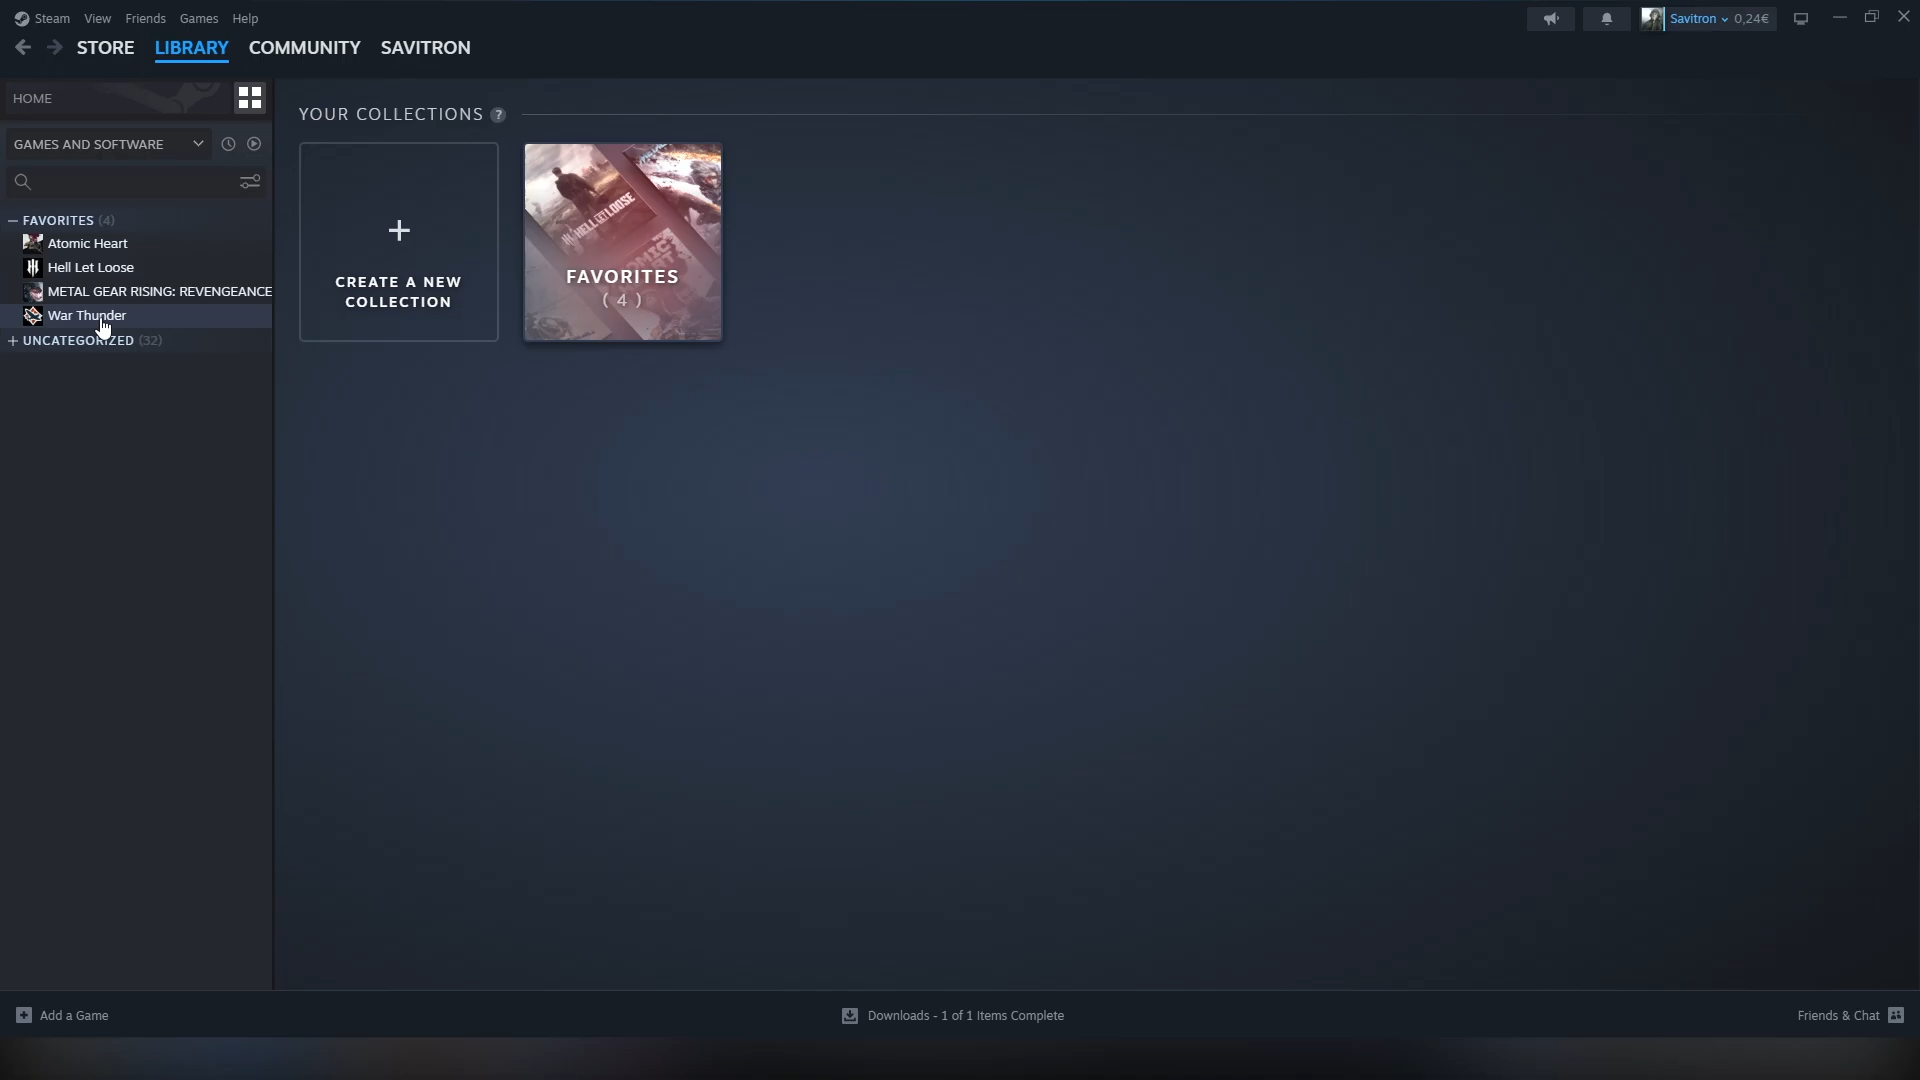 Steam View Friends Games Help
Savitron 0,24€
STORE LIBRARY COMMUNITY SAVITRON
HOME
GAMES AND SOFTWARE
FAVORITES (4)
Atomic Heart
Hell Let Loose
METAL GEAR RISING: REVENGEANCE
War Thunder
UNCATEGORIZED (32)
YOUR COLLECTIONS ?
+
CREATE A NEW
COLLECTION
HELL LET LOOSE
ATOMIC HEART
FAVORITES
( 4 )
Add a Game
Downloads - 1 of 1 Items Complete
Friends & Chat